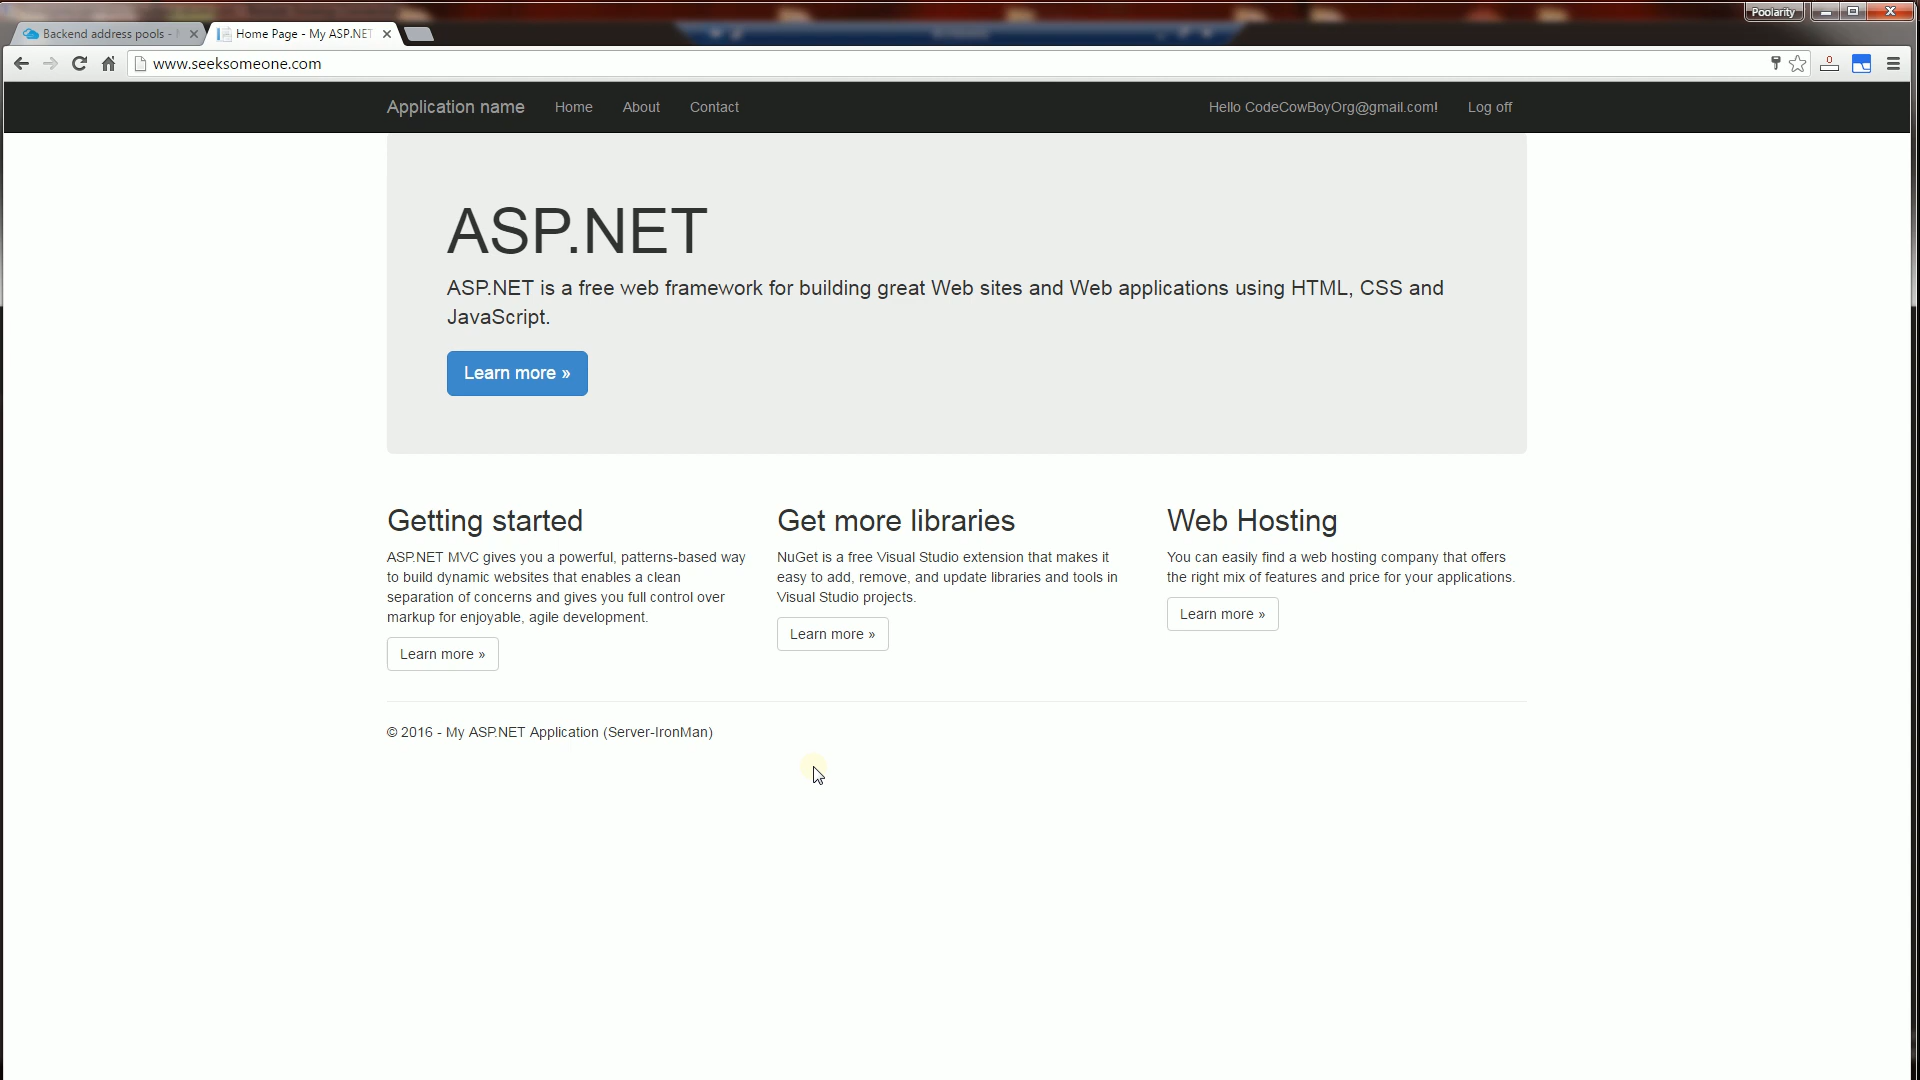 Poolarity
Backend address pools -
Home Page - My ASP.NET
www.seeksomeone.com
0
Application name Home About Contact Hello CodeCowBoyOrg@gmail.com! Log off
ASP.NET
ASP.NET is a free web framework for building great Web sites and Web applications using HTML, CSS and
JavaScript.
Learn more »
Getting started
ASP.NET MVC gives you a powerful, patterns-based way
to build dynamic websites that enables a clean
separation of concerns and gives you full control over
markup for enjoyable, agile development.
Learn more »
Get more libraries
NuGet is a free Visual Studio extension that makes it
easy to add, remove, and update libraries and tools in
Visual Studio projects.
Learn more »
Web Hosting
You can easily find a web hosting company that offers
the right mix of features and price for your applications.
Learn more »
© 2016 - My ASP.NET Application (Server-IronMan)